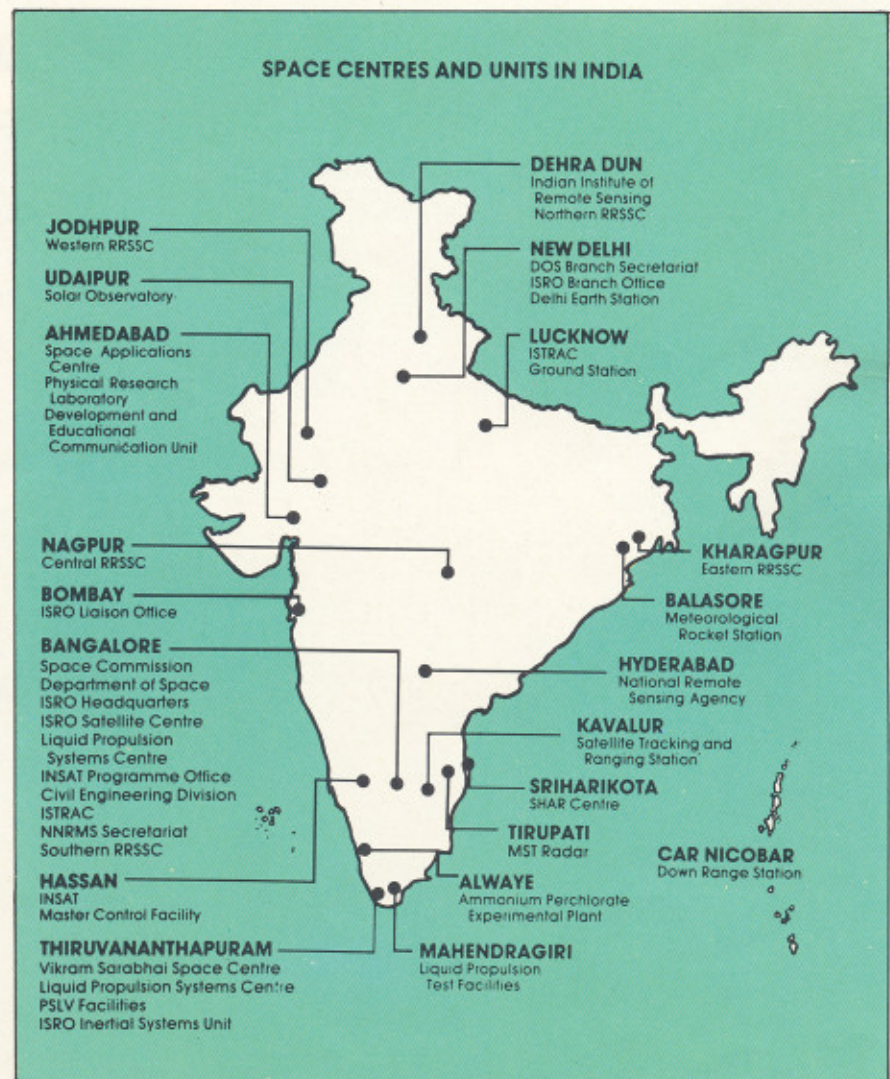 SPACE CENTRES AND UNITS IN INDIA
JODHPUR
Western RRSSC
UDAIPUR
Solar Observatory
AHMEDABAD
Space Applications
Centre
Physical Research
Laboratory
Development and
Educational
Communication Unit
NAGPUR
Central RRSSC
BOMBAY
ISRO Liaison Office
BANGALORE
Space Commission
Department of Space
ISRO Headquarters
ISRO Satellite Centre
Liquid Propulsion
Systems Centre
INSAT Programme Office
Civil Engineering Division
ISTRAC
NNRMS Secretariat
Southern RRSSC
HASSAN
INSAT
Master Control Facility
THIRUVANANTHAPURAM
Vikram Sarabhai Space Centre
Liquid Propulsion Systems Centre
PSLV Facilities
ISRO Inertial Systems Unit
DEHRA DUN
Indian Institute of
Remote Sensing
Northern RRSSC
NEW DELHI
DOS Branch Secretariat
ISRO Branch Office
Delhi Earth Station
LUCKNOW
ISTRAC
Ground Station
KHARAGPUR
Eastern RRSSC
BALASORE
Meteorological
Rocket Station
HYDERABAD
National Remote
Sensing Agency
KAVALUR
Satellite Tracking and
Ranging Station
SRIHARIKOTA
SHAR Centre
TIRUPATI
MST Radar
CAR NICOBAR
Down Range Station
ALWAYE
Ammonium Perchlorate
Experimental Plant
MAHENDRAGIRI
Liquid Propulsion
Test Facilities